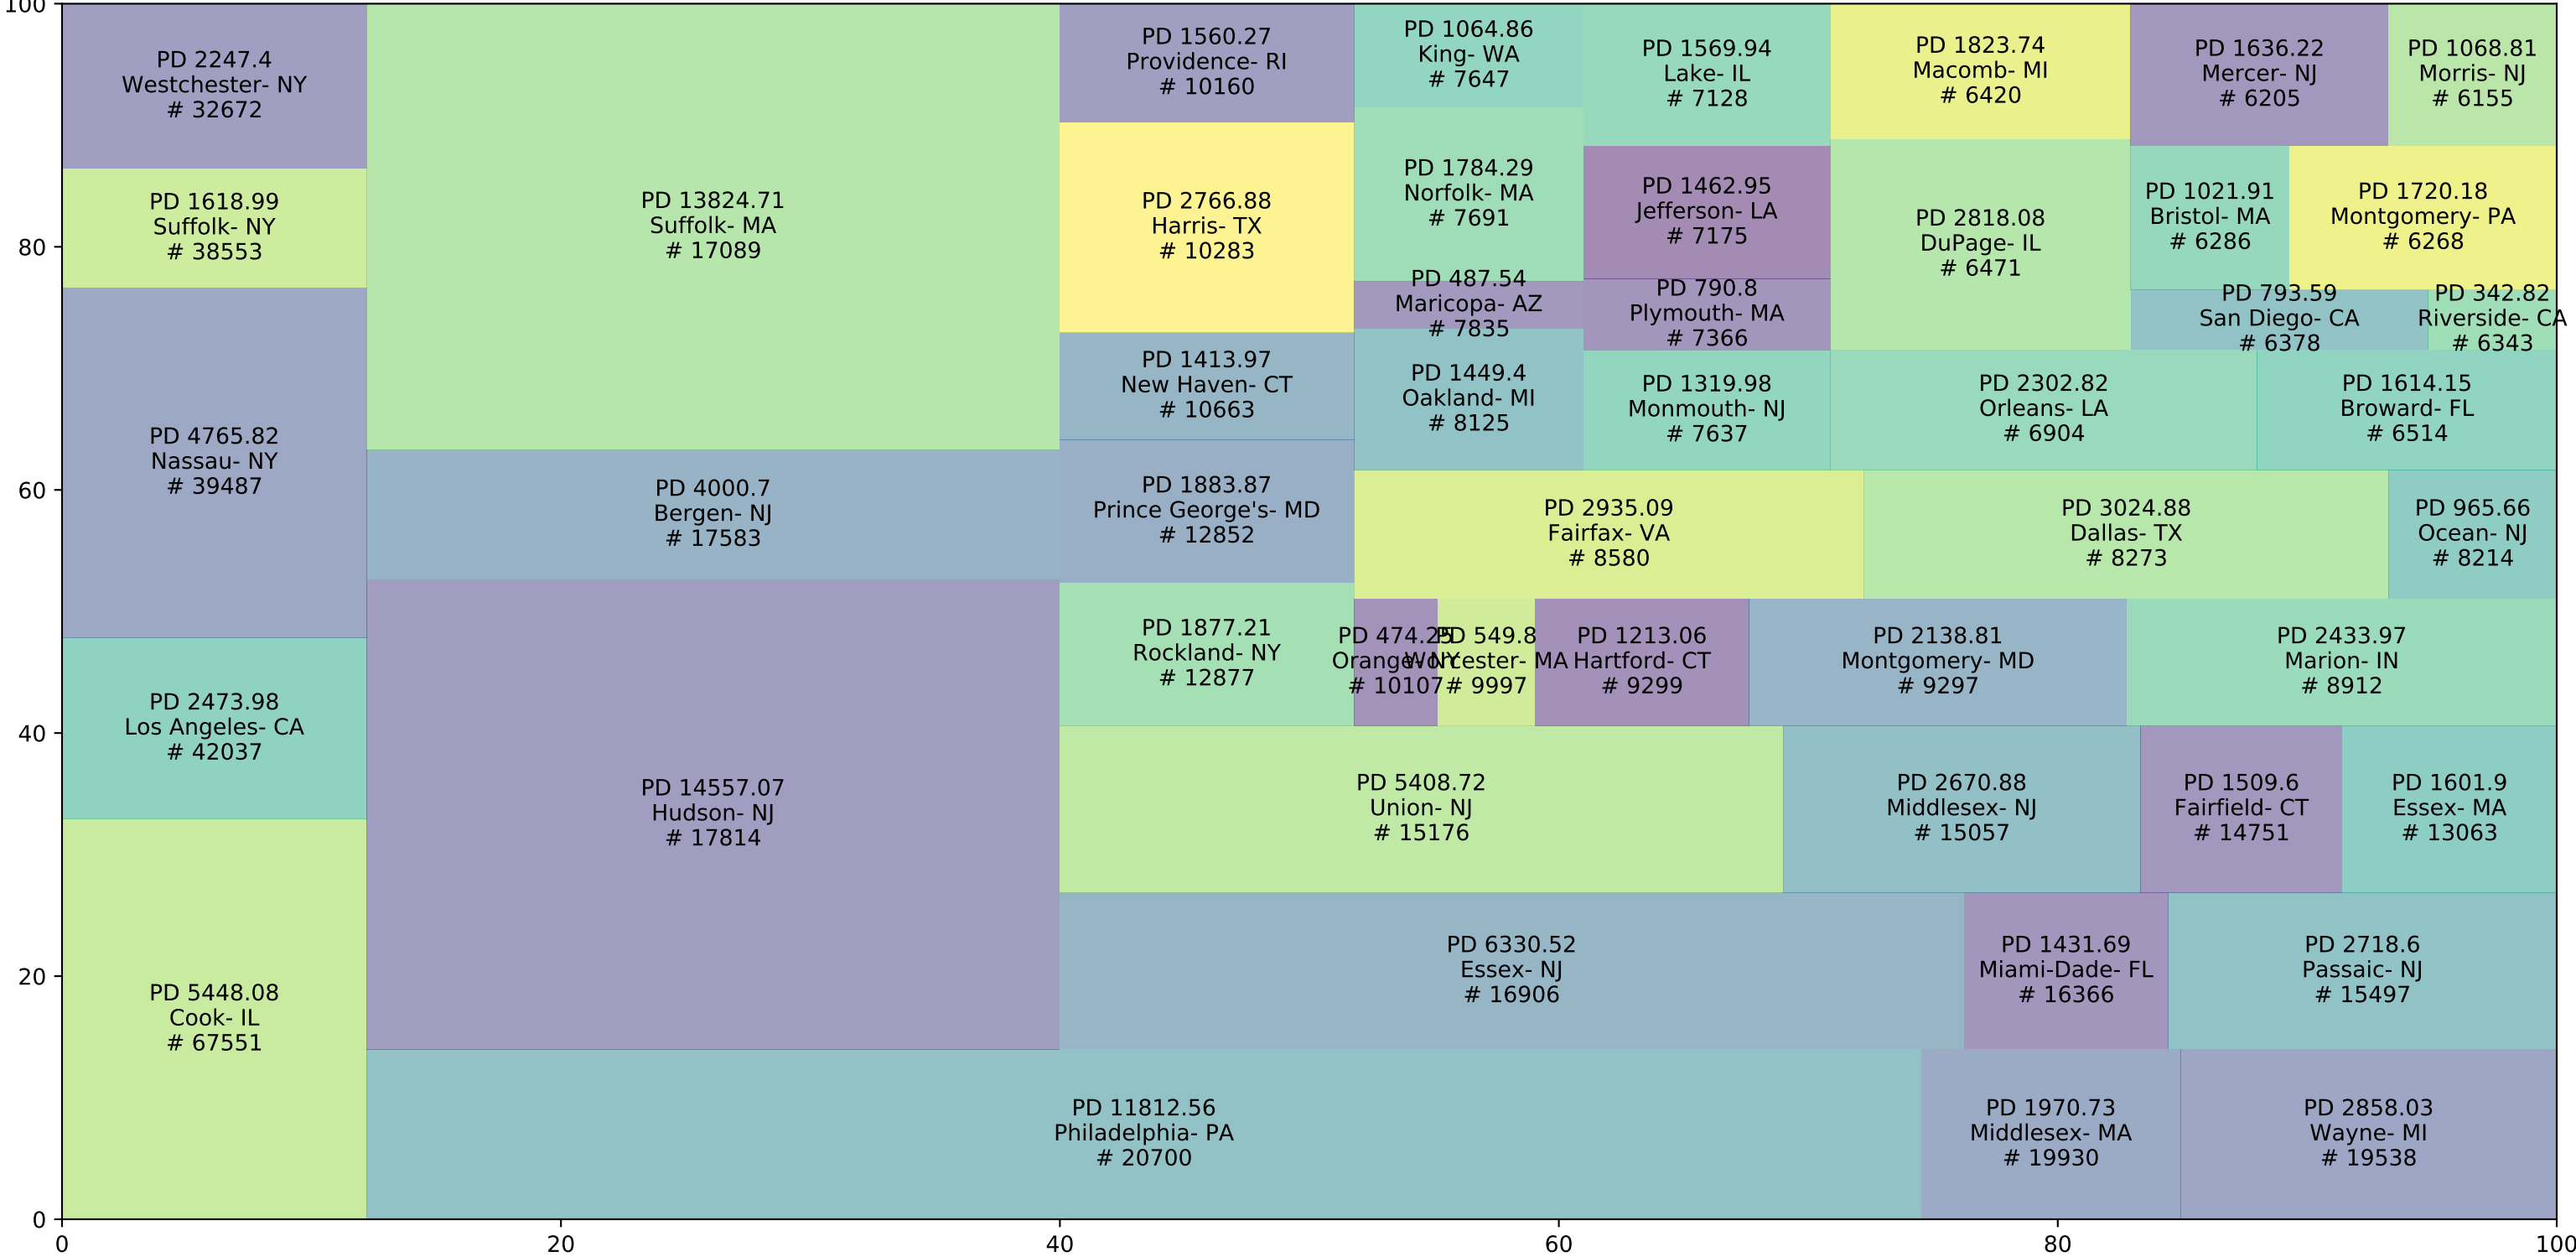 100
80
60
40
20
0
0
20
40
60
80
100
PD 2247.4
Westchester- NY
# 32672
PD 1618.99
Suffolk- NY
# 38553
PD 4765.82
Nassau- NY
# 39487
PD 2473.98
Los Angeles- CA
# 42037
PD 5448.08
Cook- IL
# 67551
PD 13824.71
Suffolk- MA
# 17089
PD 4000.7
Bergen- NJ
# 17583
PD 14557.07
Hudson- NJ
# 17814
PD 11812.56
Philadelphia- PA
# 20700
PD 1970.73
Middlesex- MA
# 19930
PD 2858.03
Wayne- MI
# 19538
PD 1560.27
Providence- RI
# 10160
PD 2766.88
Harris- TX
# 10283
PD 1413.97
New Haven- CT
# 10663
PD 1883.87
Prince George's- MD
# 12852
PD 1877.21
Rockland- NY
# 12877
PD 1064.86
King- WA
# 7647
PD 1784.29
Norfolk- MA
# 7691
PD 487.54
Maricopa- AZ
# 7835
PD 1449.4
Oakland- MI
# 8125
PD 1569.94
Lake- IL
# 7128
PD 1462.95
Jefferson- LA
# 7175
PD 790.8
Plymouth- MA
# 7366
PD 1319.98
Monmouth- NJ
# 7637
PD 1823.74
Macomb- MI
# 6420
PD 2818.08
DuPage- IL
# 6471
PD 1636.22
Mercer- NJ
# 6205
PD 1068.81
Morris- NJ
# 6155
PD 1021.91
Bristol- MA
# 6286
PD 1720.18
Montgomery- PA
# 6268
PD 793.59
San Diego- CA
# 6378
PD 342.82
Riverside- CA
# 6343
PD 2302.82
Orleans- LA
# 6904
PD 1614.15
Broward- FL
# 6514
PD 2935.09
Fairfax- VA
# 8580
PD 3024.88
Dallas- TX
# 8273
PD 965.66
Ocean- NJ
# 8214
PD 474.25
Orange- NY
# 10107
PD 549.8
Worcester- MA
# 9997
PD 1213.06
Hartford- CT
# 9299
PD 2138.81
Montgomery- MD
# 9297
PD 2433.97
Marion- IN
# 8912
PD 5408.72
Union- NJ
# 15176
PD 2670.88
Middlesex- NJ
# 15057
PD 1509.6
Fairfield- CT
# 14751
PD 1601.9
Essex- MA
# 13063
PD 6330.52
Essex- NJ
# 16906
PD 1431.69
Miami-Dade- FL
# 16366
PD 2718.6
Passaic- NJ
# 15497